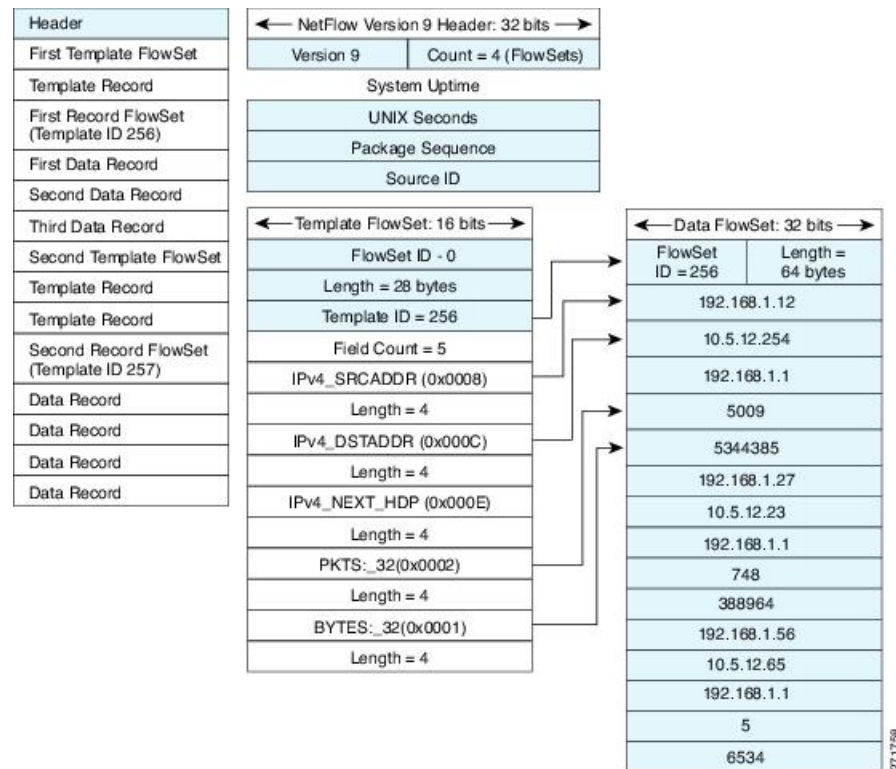 Header
First Template FlowSet
Template Record
First Record FlowSet
(Template ID 256)
First Data Record
Second Data Record
Third Data Record
Second Template FlowSet
Template Record
Template Record
Second Record FlowSet
(Template ID 257)
Data Record
Data Record
Data Record
Data Record
NetFlow Version 9 Header: 32 bits
Version 9
Count = 4 (FlowSets)
System Uptime
UNIX Seconds
Package Sequence
Source ID
Template FlowSet: 16 bits
FlowSet ID - 0
Length = 28 bytes
Template ID = 256
Field Count = 5
IPv4_SRCADDR (0x0008)
Length = 4
IPv4_DSTADDR (0x000C)
Length = 4
IPv4_NEXT_HDP (0x000E)
Length = 4
PKTS:_32(0x0002)
Length = 4
BYTES:_32(0x0001)
Length = 4
Data FlowSet: 32 bits
FlowSet
ID = 256
Length =
64 bytes
192.168.1.12
10.5.12.254
192.168.1.1
5009
5344385
192.168.1.27
10.5.12.23
192.168.1.1
748
388964
192.168.1.56
10.5.12.65
192.168.1.1
5
6534